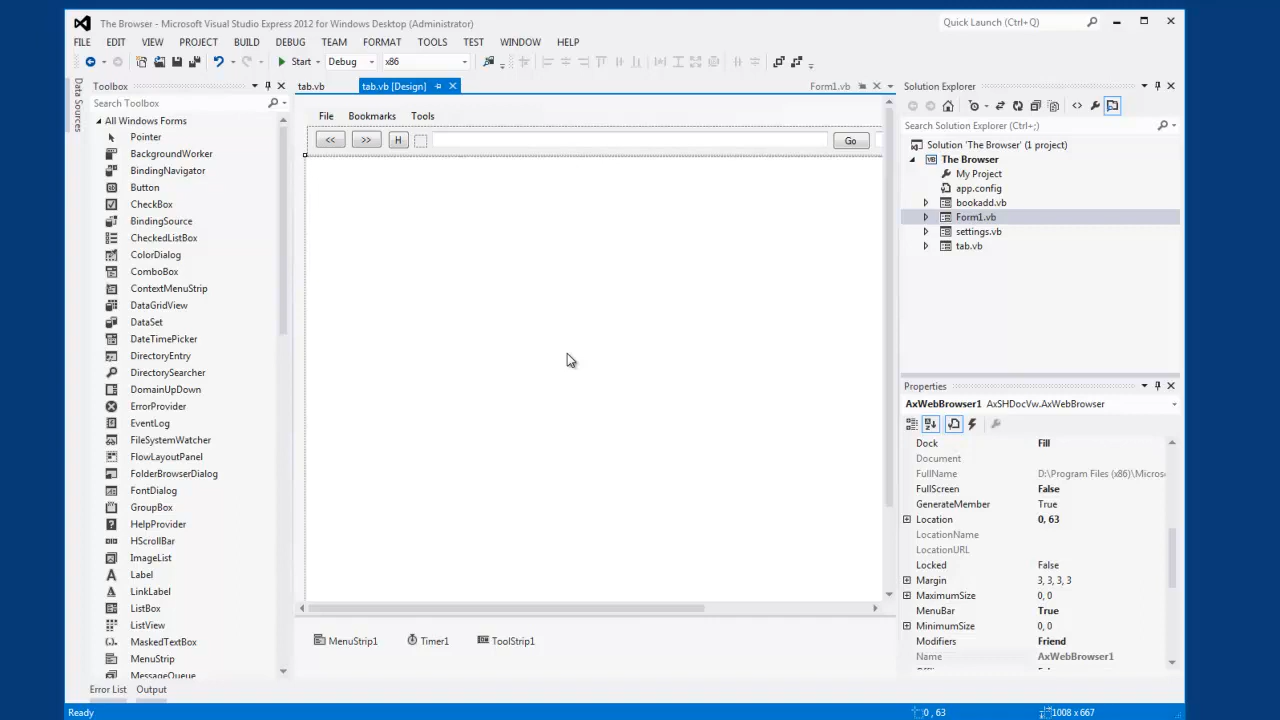 The Browser - Microsoft Visual Studio Express 2012 for Windows Desktop (Administrator)
Quick Launch (Ctrl+Q)
FILE EDIT VIEW PROJECT BUILD DEBUG TEAM FORMAT TOOLS TEST WINDOW HELP
Start Debug x86
Data Sources
Toolbox
Search Toolbox
All Windows Forms
Pointer
BackgroundWorker
BindingNavigator
Button
CheckBox
BindingSource
CheckedListBox
ColorDialog
ComboBox
ContextMenuStrip
DataGridView
DataSet
DateTimePicker
DirectoryEntry
DirectorySearcher
DomainUpDown
ErrorProvider
EventLog
FileSystemWatcher
FlowLayoutPanel
FolderBrowserDialog
FontDialog
GroupBox
HelpProvider
HScrollBar
ImageList
Label
LinkLabel
ListBox
ListView
MaskedTextBox
MenuStrip
MessageQueue
tab.vb tab.vb [Design] Form1.vb
File Bookmarks Tools
<< >> H Go
MenuStrip1 Timer1 ToolStrip1
Solution Explorer
Search Solution Explorer (Ctrl+;)
Solution 'The Browser' (1 project)
The Browser
My Project
app.config
bookadd.vb
Form1.vb
settings.vb
tab.vb
Properties
AxWebBrowser1 AxSHDocVw.AxWebBrowser
Dock Fill
Document
FullName D:\Program Files (x86)\Micros
FullScreen False
GenerateMember True
Location 0, 63
LocationName
LocationURL
Locked False
Margin 3, 3, 3, 3
MaximumSize 0, 0
MenuBar True
MinimumSize 0, 0
Modifiers Friend
Name AxWebBrowser1
Error List Output
Ready 0 , 63 1008 x 667